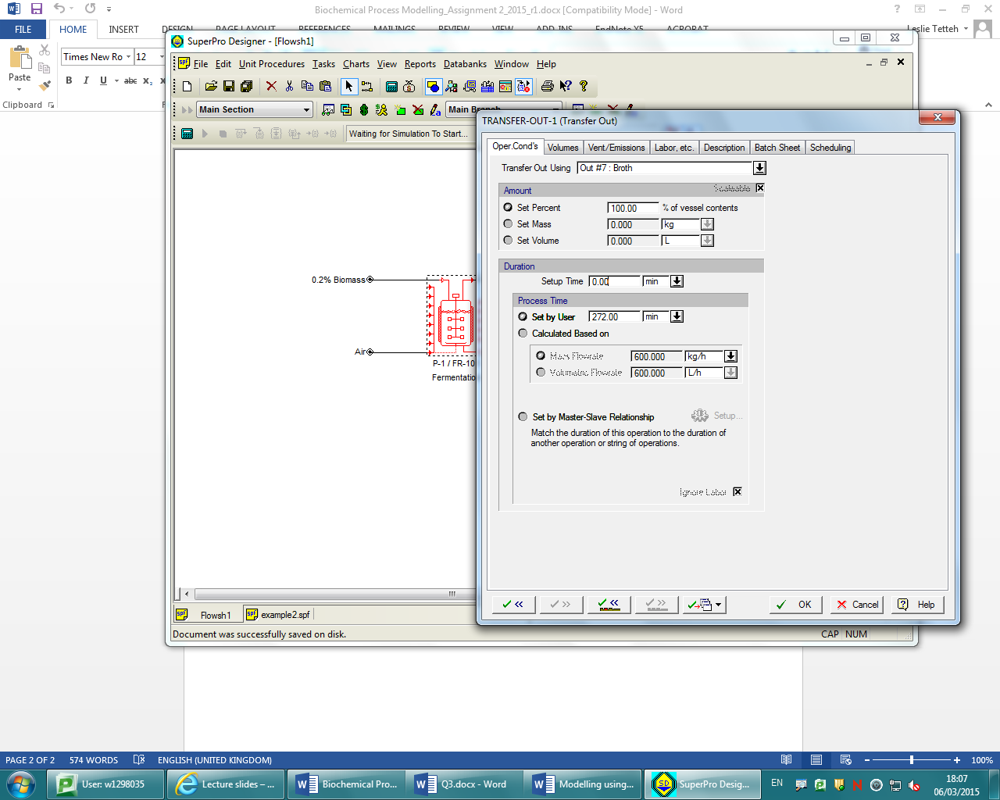 Biochemical Process Modelling_Assignment 2_2015_r1.docx [Compatibility Mode] - Word
FILE HOME INSERT DESIGN PAGE LAYOUT REFERENCES MAILINGS REVIEW VIEW ADD-INS EndNote X5 ACROBAT Leslie Tetteh
Times New Ro 12
Paste
B I U abc x₂ x
Clipboard
SuperPro Designer - [Flowsh1]
File Edit Unit Procedures Tasks Charts View Reports Databanks Window Help
Main Section Main Branch
Waiting for Simulation To Start...
0.2% Biomass
Air
P-1 / FR-10
Fermentatio
Flowsh1 example2.spf
Document was successfully saved on disk.
CAP NUM
TRANSFER-OUT-1 (Transfer Out)
Oper.Cond's Volumes Vent/Emissions Labor, etc. Description Batch Sheet Scheduling
Transfer Out Using Out #7 : Broth
Amount Scaleable
Set Percent 100.00 % of vessel contents
Set Mass 0.000 kg
Set Volume 0.000 L
Duration
Setup Time 0.00 min
Process Time
Set by User 272.00 min
Calculated Based on
Mass Flowrate 600.000 kg/h
Volumetric Flowrate 600.000 L/h
Set by Master-Slave Relationship Setup...
Match the duration of this operation to the duration of
another operation or string of operations.
Ignore Labor
OK Cancel Help
PAGE 2 OF 2 574 WORDS ENGLISH (UNITED KINGDOM) 100%
User: w1298035 Lecture slides – ... Biochemical Pro... Q3.docx - Word Modelling using... SuperPro Desig... EN 18:07
06/03/2015